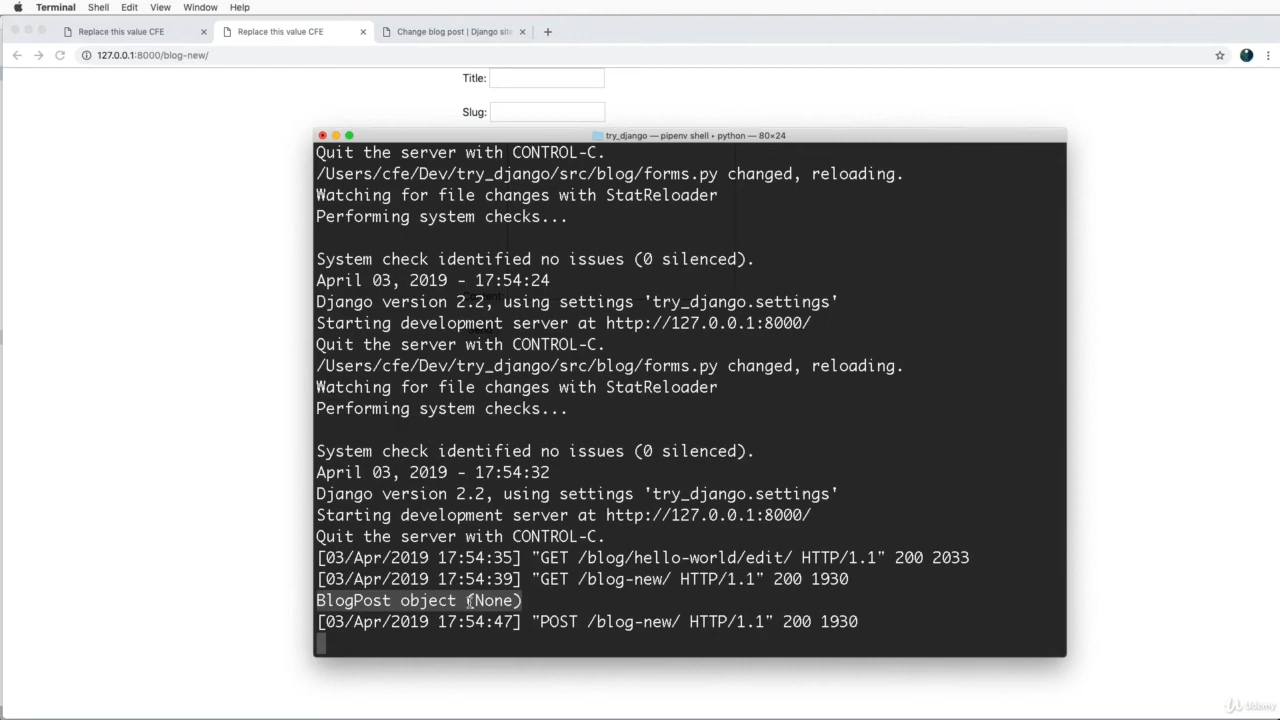 Terminal Shell Edit View Window Help
Replace this value CFE
Replace this value CFE
Change blog post | Django site
127.0.0.1:8000/blog-new/
Title:
Slug:
try_django — pipenv shell • python — 80×24
Quit the server with CONTROL-C.
/Users/cfe/Dev/try_django/src/blog/forms.py changed, reloading.
Watching for file changes with StatReloader
Performing system checks...
System check identified no issues (0 silenced).
April 03, 2019 - 17:54:24
Django version 2.2, using settings 'try_django.settings'
Starting development server at http://127.0.0.1:8000/
Quit the server with CONTROL-C.
/Users/cfe/Dev/try_django/src/blog/forms.py changed, reloading.
Watching for file changes with StatReloader
Performing system checks...
System check identified no issues (0 silenced).
April 03, 2019 - 17:54:32
Django version 2.2, using settings 'try_django.settings'
Starting development server at http://127.0.0.1:8000/
Quit the server with CONTROL-C.
[03/Apr/2019 17:54:35] "GET /blog/hello-world/edit/ HTTP/1.1" 200 2033
[03/Apr/2019 17:54:39] "GET /blog-new/ HTTP/1.1" 200 1930
BlogPost object (None)
[03/Apr/2019 17:54:47] "POST /blog-new/ HTTP/1.1" 200 1930
Udemy